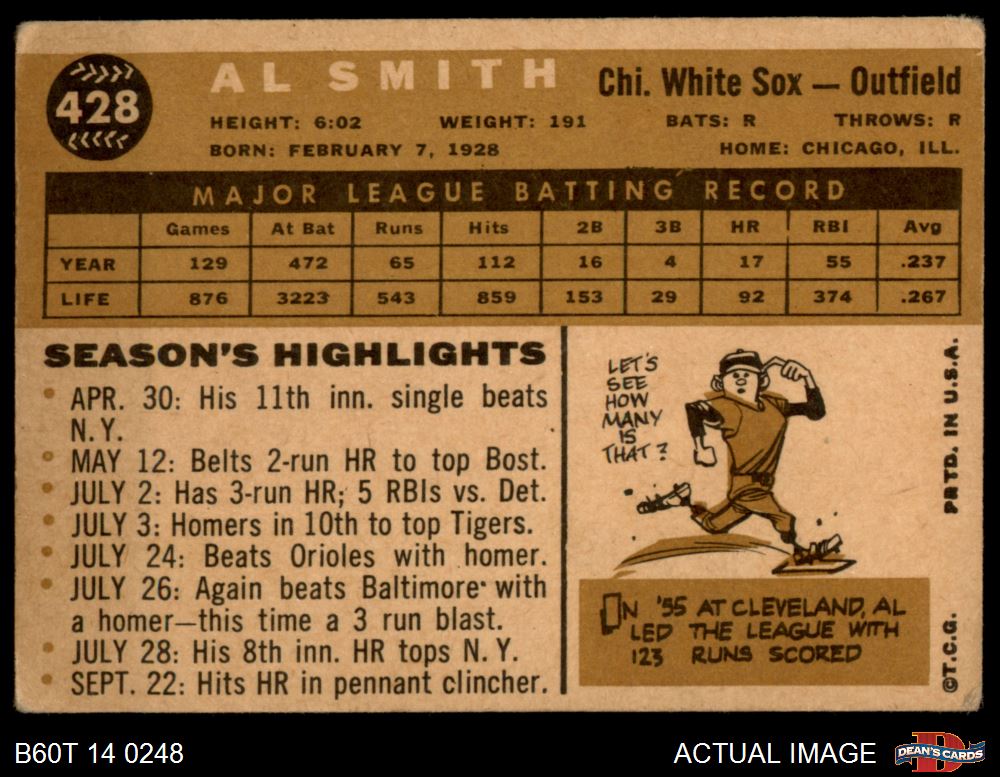 428
AL SMITH
Chi. White Sox — Outfield
HEIGHT: 6:02 WEIGHT: 191 BATS: R THROWS: R
BORN: FEBRUARY 7, 1928 HOME: CHICAGO, ILL.
MAJOR LEAGUE BATTING RECORD
Games At Bat Runs Hits 2B 3B HR RBI Avg
YEAR 129 472 65 112 16 4 17 55 .237
LIFE 876 3223 543 859 153 29 92 374 .267
SEASON'S HIGHLIGHTS
APR. 30: His 11th inn. single beats
N.Y.
MAY 12: Belts 2-run HR to top Bost.
JULY 2: Has 3-run HR; 5 RBIs vs. Det.
JULY 3: Homers in 10th to top Tigers.
JULY 24: Beats Orioles with homer.
JULY 26: Again beats Baltimore with
a homer—this time a 3 run blast.
JULY 28: His 8th inn. HR tops N. Y.
SEPT. 22: Hits HR in pennant clincher.
LET'S
SEE
HOW
MANY
IS
THAT?
IN '55 AT CLEVELAND, AL
LED THE LEAGUE WITH
123 RUNS SCORED
©T.C.G. PRTD. IN U.S.A.
B60T 14 0248
ACTUAL IMAGE
DEAN'S CARDS